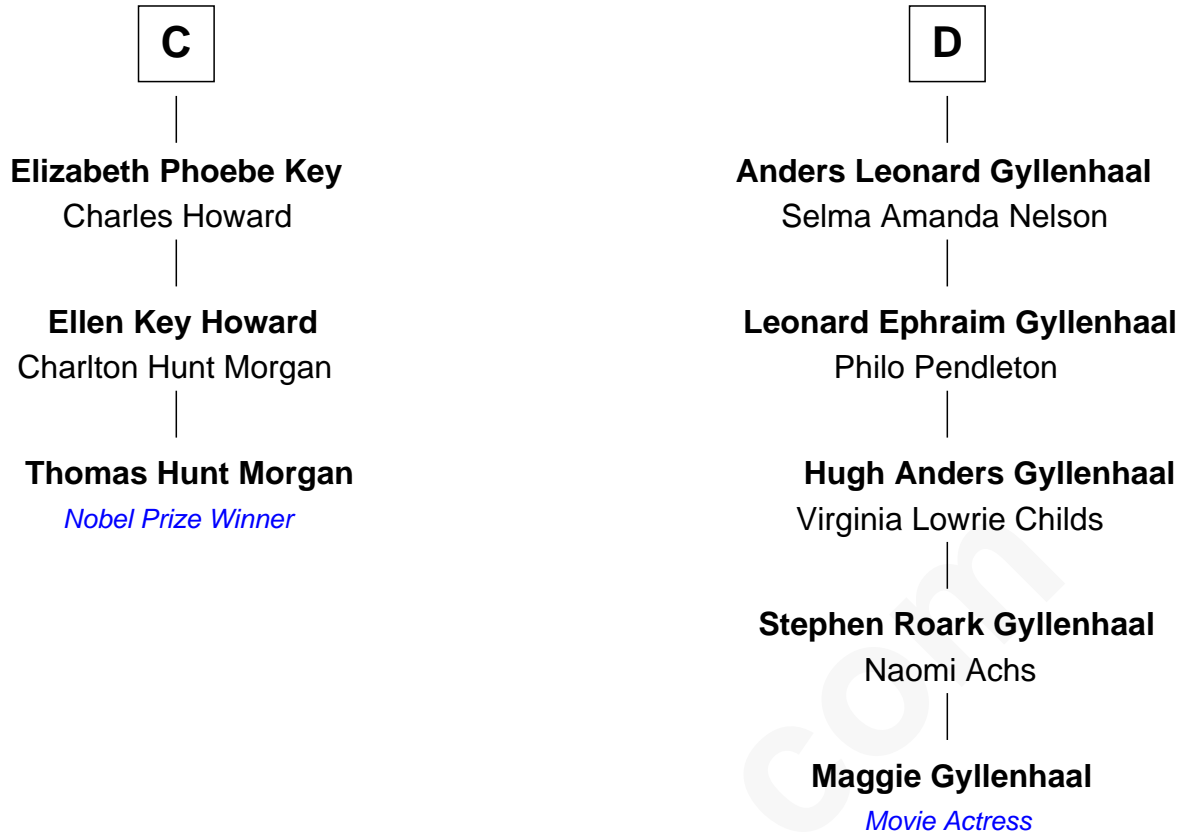 C
Elizabeth Phoebe Key
Charles Howard
Ellen Key Howard
Charlton Hunt Morgan
Thomas Hunt Morgan
Nobel Prize Winner
D
Anders Leonard Gyllenhaal
Selma Amanda Nelson
Leonard Ephraim Gyllenhaal
Philo Pendleton
Hugh Anders Gyllenhaal
Virginia Lowrie Childs
Stephen Roark Gyllenhaal
Naomi Achs
Maggie Gyllenhaal
Movie Actress
com